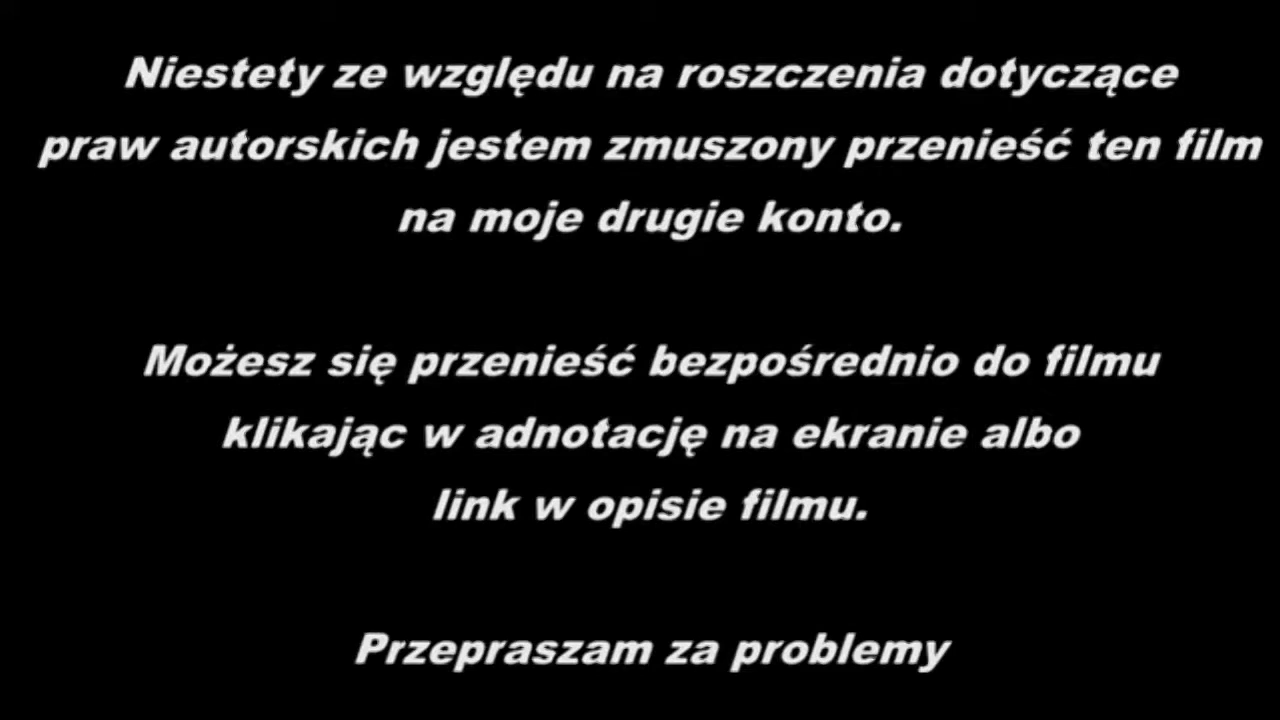 Niestety ze względu na roszczenia dotyczące
praw autorskich jestem zmuszony przenieść ten film
na moje drugie konto.
Możesz się przenieść bezpośrednio do filmu
klikając w adnotację na ekranie albo
link w opisie filmu.
Przepraszam za problemy